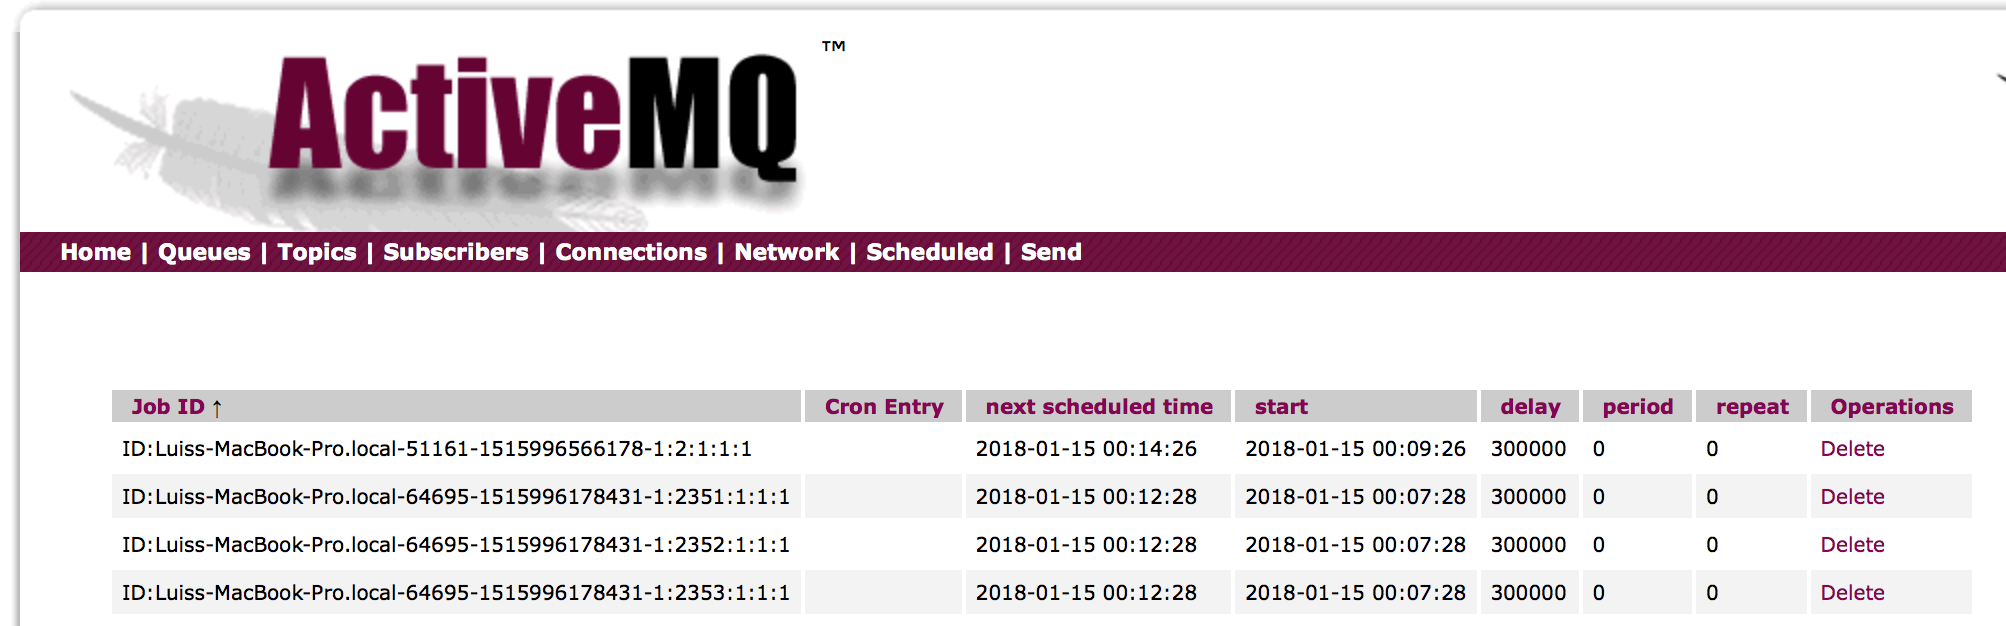 ActiveMQ™
Home | Queues | Topics | Subscribers | Connections | Network | Scheduled | Send
Job ID ↑ Cron Entry next scheduled time start delay period repeat Operations
ID:Luiss-MacBook-Pro.local-51161-1515996566178-1:2:1:1:1 2018-01-15 00:14:26 2018-01-15 00:09:26 300000 0 0 Delete
ID:Luiss-MacBook-Pro.local-64695-1515996178431-1:2351:1:1:1 2018-01-15 00:12:28 2018-01-15 00:07:28 300000 0 0 Delete
ID:Luiss-MacBook-Pro.local-64695-1515996178431-1:2352:1:1:1 2018-01-15 00:12:28 2018-01-15 00:07:28 300000 0 0 Delete
ID:Luiss-MacBook-Pro.local-64695-1515996178431-1:2353:1:1:1 2018-01-15 00:12:28 2018-01-15 00:07:28 300000 0 0 Delete